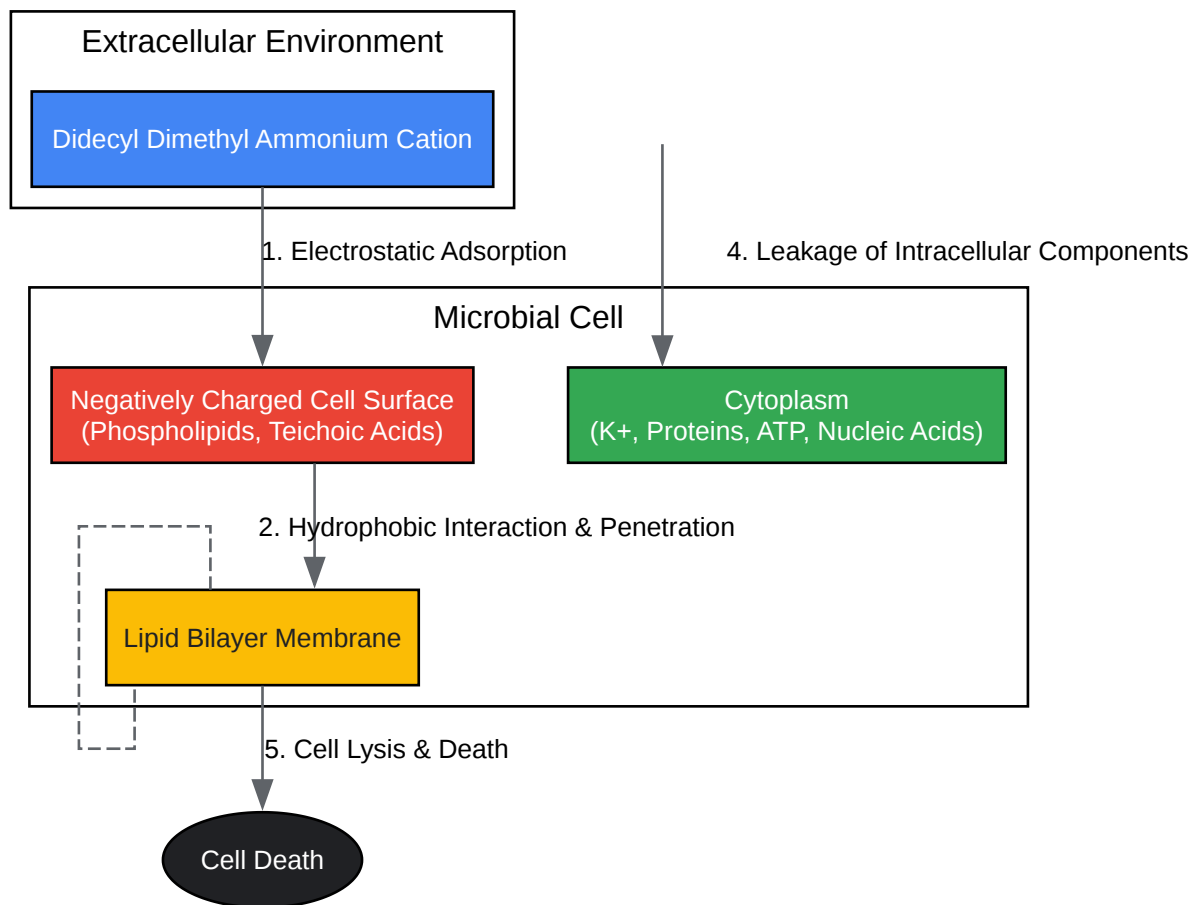 Extracellular Environment
Didecyl Dimethyl Ammonium Cation
1. Electrostatic Adsorption
4. Leakage of Intracellular Components
Microbial Cell
Negatively Charged Cell Surface
(Phospholipids, Teichoic Acids)
Cytoplasm
(K+, Proteins, ATP, Nucleic Acids)
2. Hydrophobic Interaction & Penetration
Lipid Bilayer Membrane
5. Cell Lysis & Death
Cell Death